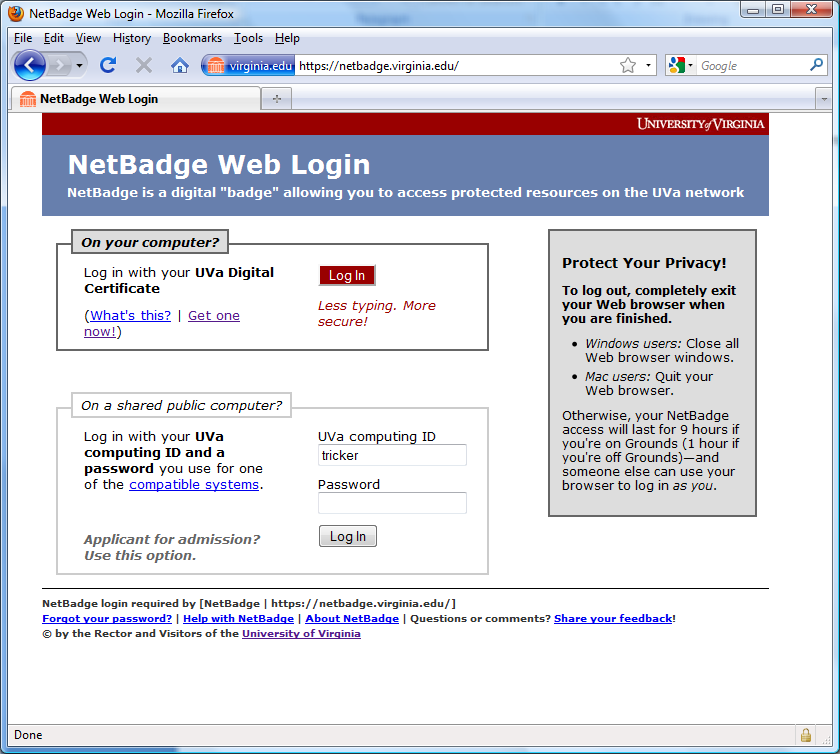 NetBadge Web Login - Mozilla Firefox
File Edit View History Bookmarks Tools Help
virginia.edu https://netbadge.virginia.edu/ Google
NetBadge Web Login
UNIVERSITY of VIRGINIA
NetBadge Web Login
NetBadge is a digital "badge" allowing you to access protected resources on the UVa network
On your computer?
Log in with your UVa Digital
Certificate
(What's this? | Get one
now!)
Log In
Less typing. More
secure!
On a shared public computer?
Log in with your UVa
computing ID and a
password you use for one
of the compatible systems.
Applicant for admission?
Use this option.
UVa computing ID
tricker
Password
Log In
Protect Your Privacy!
To log out, completely exit
your Web browser when
you are finished.
• Windows users: Close all
Web browser windows.
• Mac users: Quit your
Web browser.
Otherwise, your NetBadge
access will last for 9 hours if
you're on Grounds (1 hour if
you're off Grounds)—and
someone else can use your
browser to log in as you.
NetBadge login required by [NetBadge | https://netbadge.virginia.edu/]
Forgot your password? | Help with NetBadge | About NetBadge | Questions or comments? Share your feedback!
© by the Rector and Visitors of the University of Virginia
Done